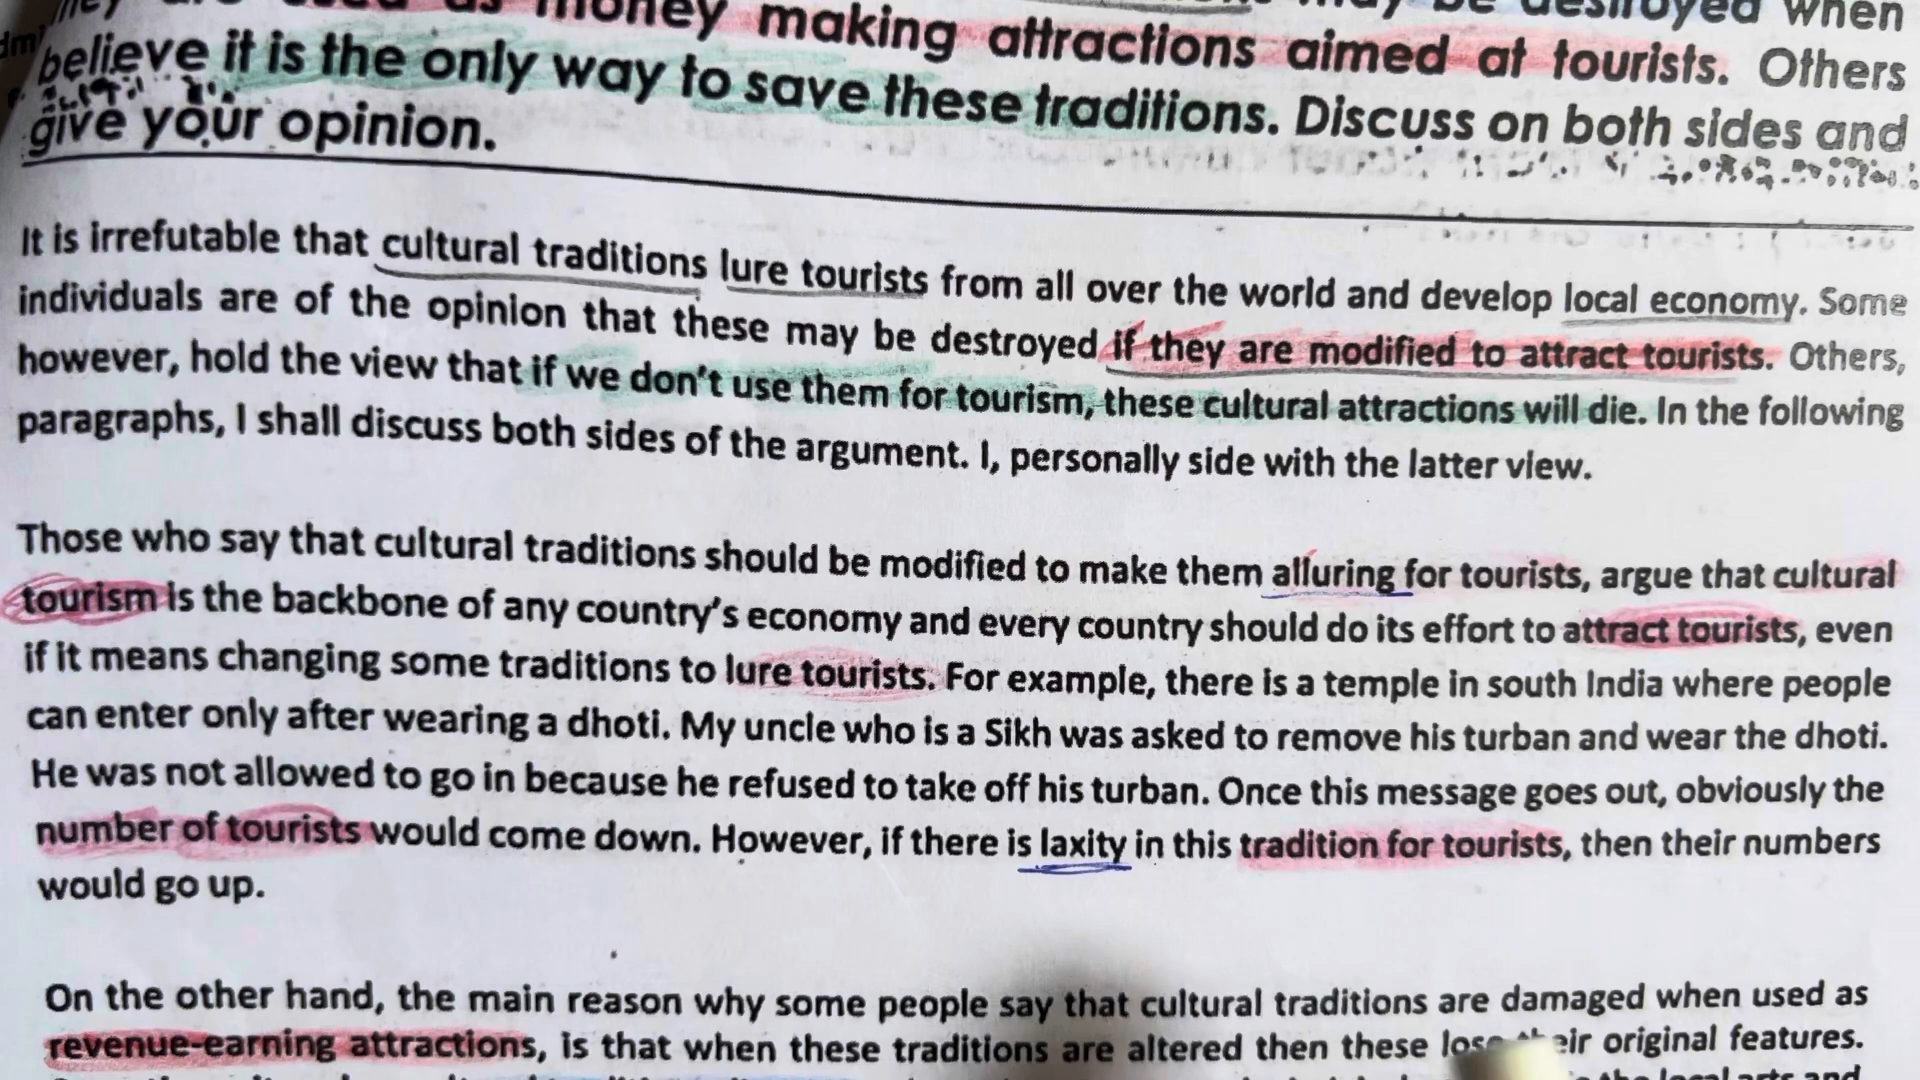 money making attractions aimed at tourists. Others
believe it is the only way to save these traditions. Discuss on both sides and
give your opinion.
It is irrefutable that cultural traditions lure tourists from all over the world and develop local economy. Some
individuals are of the opinion that these may be destroyed if they are modified to attract tourists. Others,
however, hold the view that if we don't use them for tourism, these cultural attractions will die. In the following
paragraphs, I shall discuss both sides of the argument. I, personally side with the latter view.
Those who say that cultural traditions should be modified to make them alluring for tourists, argue that cultural
tourism is the backbone of any country's economy and every country should do its effort to attract tourists, even
if it means changing some traditions to lure tourists. For example, there is a temple in south India where people
can enter only after wearing a dhoti. My uncle who is a Sikh was asked to remove his turban and wear the dhoti.
He was not allowed to go in because he refused to take off his turban. Once this message goes out, obviously the
number of tourists would come down. However, if there is laxity in this tradition for tourists, then their numbers
would go up.
On the other hand, the main reason why some people say that cultural traditions are damaged when used as
revenue-earning attractions, is that when these traditions are altered then these lose their original features.